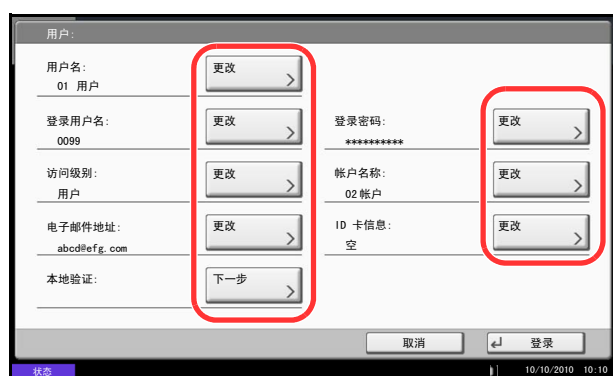 用户:
用户名:
01 用户
更改
登录用户名:
0099
更改
登录密码:
**********
更改
访问级别:
用户
更改
帐户名称:
02 帐户
更改
电子邮件地址:
abcd@efg.com
更改
ID 卡信息:
空
更改
本地验证:
下一步
取消
登录
状态
10/10/2010 10:10